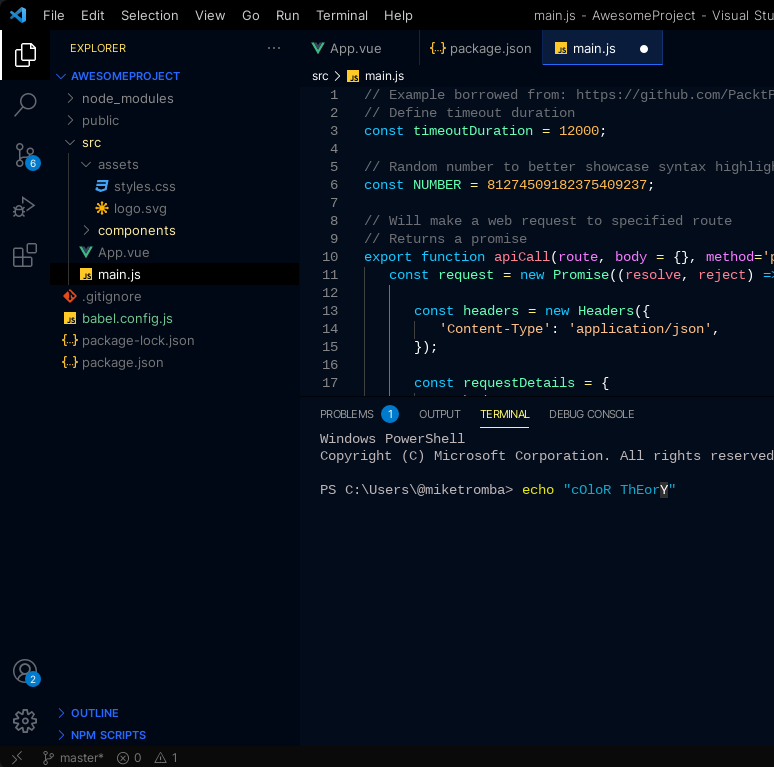 File Edit Selection View Go Run Terminal Help main.js - AwesomeProject - Visual Stu
EXPLORER
AWESOMEPROJECT
node_modules
public
src
assets
styles.css
logo.svg
components
App.vue
main.js
.gitignore
babel.config.js
package-lock.json
package.json
OUTLINE
NPM SCRIPTS
6
2
App.vue package.json main.js
src main.js
1 // Example borrowed from: https://github.com/PacktP
2 // Define timeout duration
3 const timeoutDuration = 12000;
4
5 // Random number to better showcase syntax highlig
6 const NUMBER = 81274509182375409237;
7
8 // Will make a web request to specified route
9 // Returns a promise
10 export function apiCall(route, body = {}, method='p
11 const request = new Promise((resolve, reject) =>
12
13 const headers = new Headers({
14 'Content-Type': 'application/json',
15 });
16
17 const requestDetails = {
PROBLEMS 1 OUTPUT TERMINAL DEBUG CONSOLE
Windows PowerShell
Copyright (C) Microsoft Corporation. All rights reserved
PS C:\Users\@miketromba> echo "cOloR ThEorY"
master* 0 1